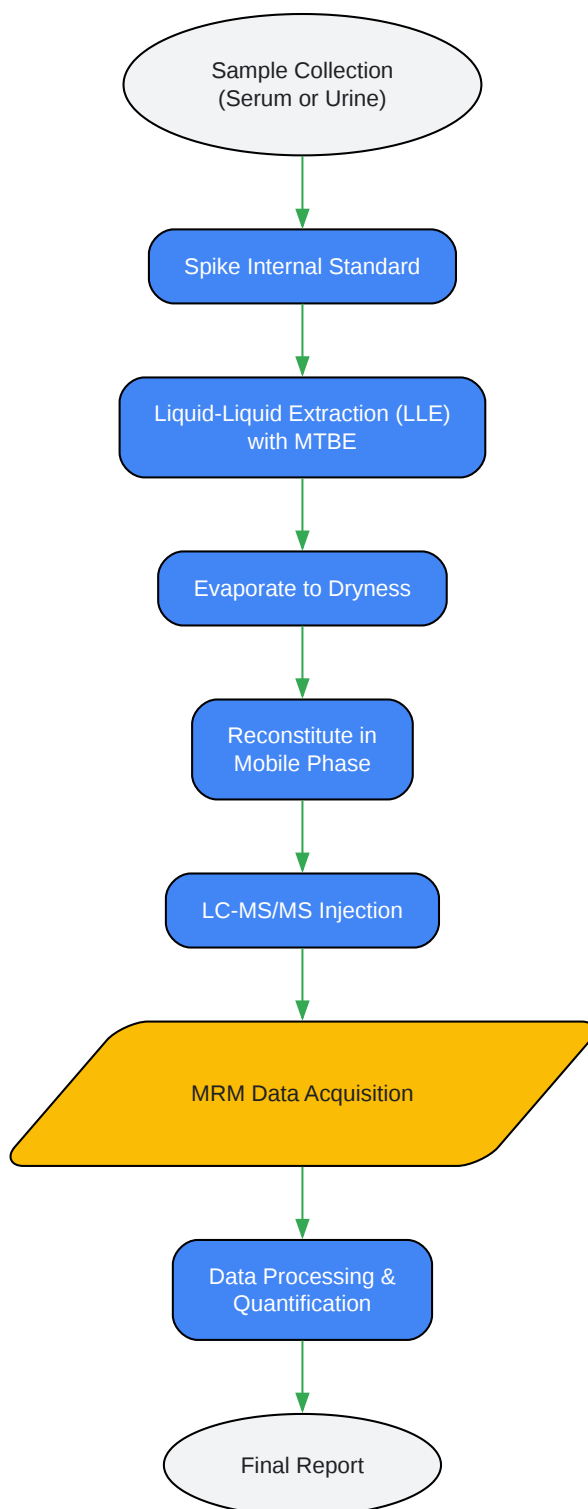 Sample Collection
(Serum or Urine)
Spike Internal Standard
Liquid-Liquid Extraction (LLE)
with MTBE
Evaporate to Dryness
Reconstitute in
Mobile Phase
LC-MS/MS Injection
MRM Data Acquisition
Data Processing &
Quantification
Final Report